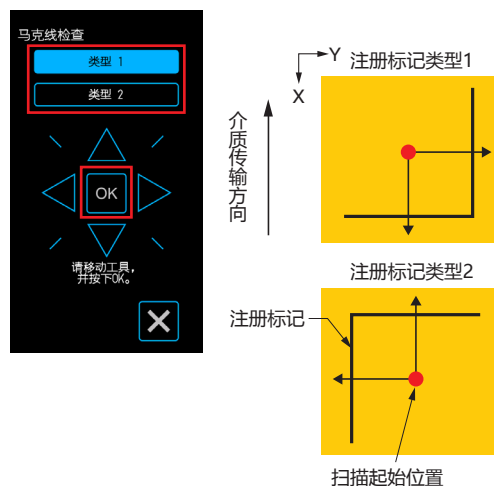 马克线检查
类型 1
类型 2
OK
请移动工具，
并按下OK。
Y
X
介质传输方向
注册标记类型1
注册标记类型2
注册标记
扫描起始位置